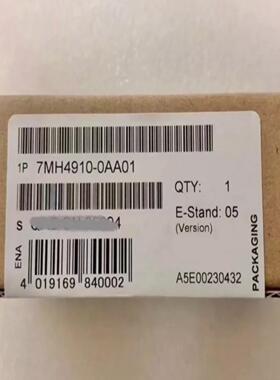 1P 7MH4910-0AA01
QTY: 1
S
E-Stand: 05
(Version)
ENA
4 019169 840002
A5E00230432
PACKAGING